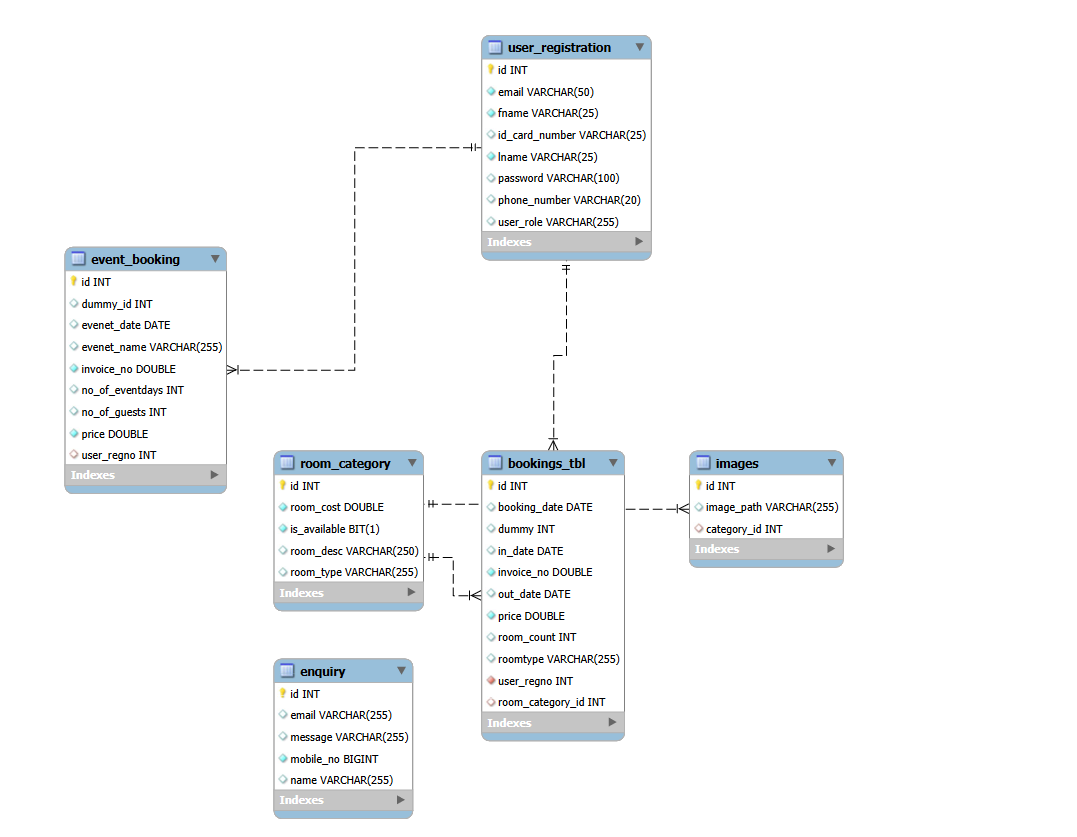 user_registration
id INT
email VARCHAR(50)
fname VARCHAR(25)
id_card_number VARCHAR(25)
lname VARCHAR(25)
password VARCHAR(100)
phone_number VARCHAR(20)
user_role VARCHAR(255)
Indexes
event_booking
id INT
dummy_id INT
evenet_date DATE
evenet_name VARCHAR(255)
invoice_no DOUBLE
no_of_eventdays INT
no_of_guests INT
price DOUBLE
user_regno INT
Indexes
room_category
id INT
room_cost DOUBLE
is_available BIT(1)
room_desc VARCHAR(250)
room_type VARCHAR(255)
Indexes
bookings_tbl
id INT
booking_date DATE
dummy INT
in_date DATE
invoice_no DOUBLE
out_date DATE
price DOUBLE
room_count INT
roomtype VARCHAR(255)
user_regno INT
room_category_id INT
Indexes
images
id INT
image_path VARCHAR(255)
category_id INT
Indexes
enquiry
id INT
email VARCHAR(255)
message VARCHAR(255)
mobile_no BIGINT
name VARCHAR(255)
Indexes